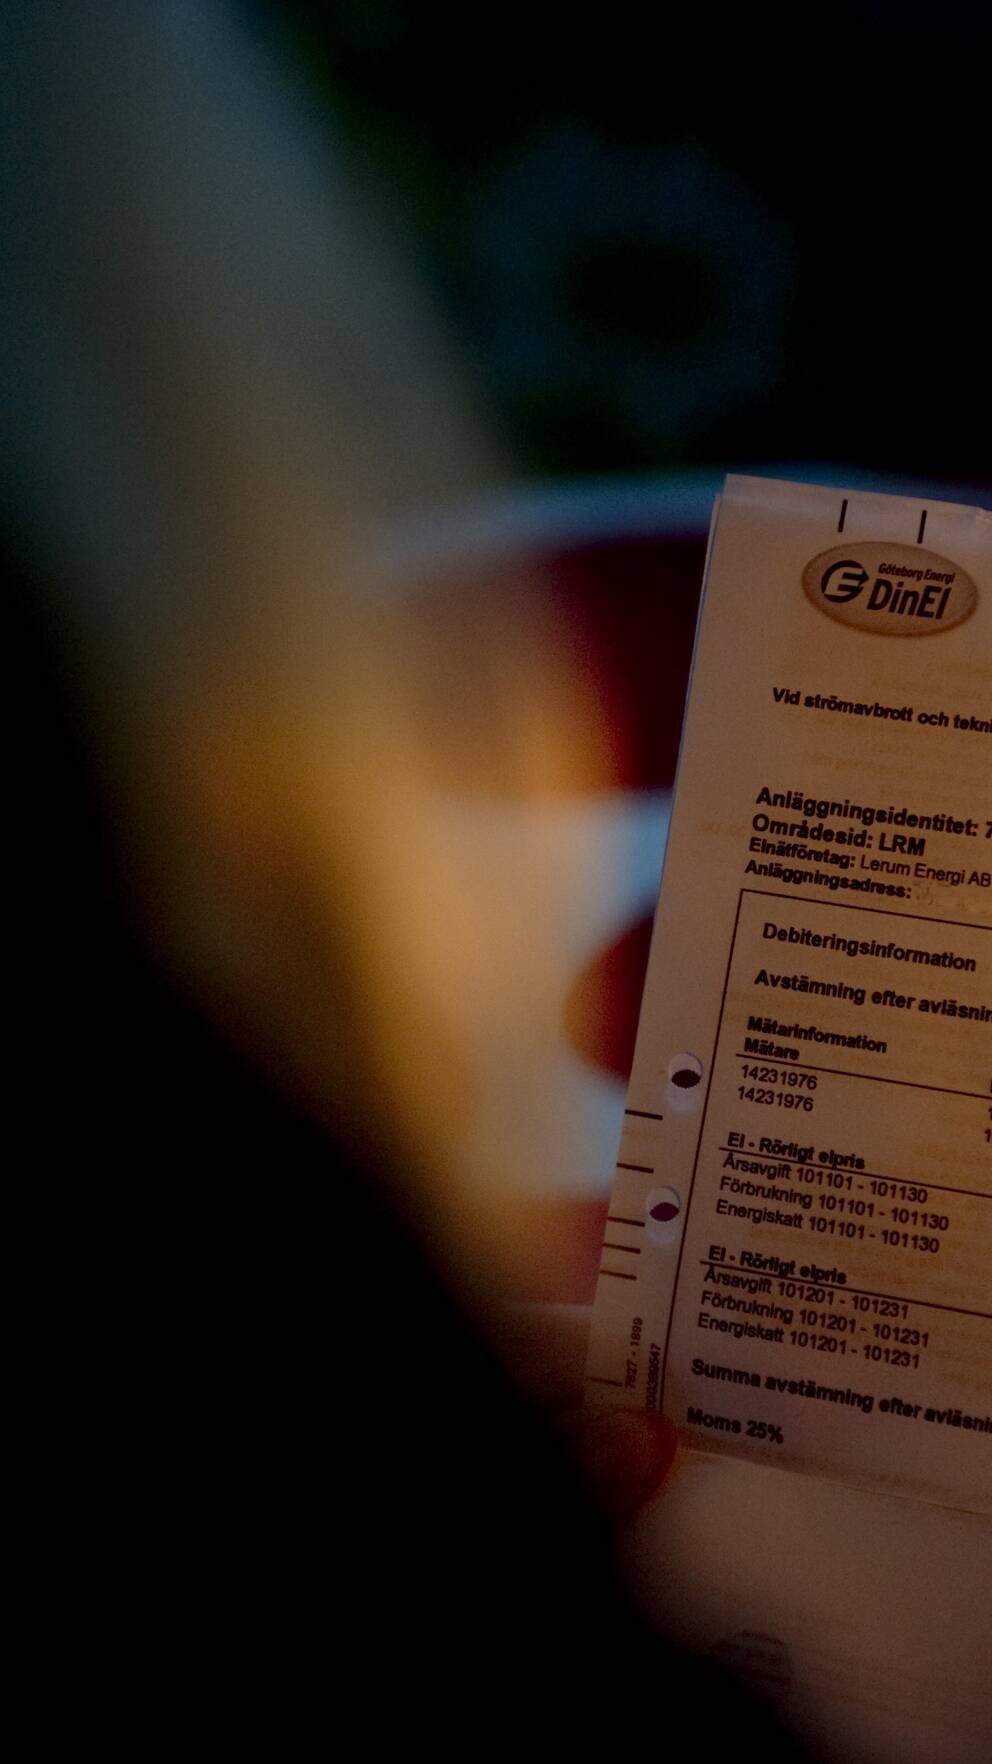 Göteborg Energi
DinEl
Vid strömavbrott och tekni
Anläggningsidentitet: 7
Områdesid: LRM
Elnätföretag: Lerum Energi AB
Anläggningsadress:
Debiteringsinformation
Avstämning efter avläsnin
Mätarinformation
Mätare
14231976
14231976
El - Rörligt elpris
Årsavgift 101101 - 101130
Förbrukning 101101 - 101130
Energiskatt 101101 - 101130
El - Rörligt elpris
Årsavgift 101201 - 101231
Förbrukning 101201 - 101231
Energiskatt 101201 - 101231
Summa avstämning efter avläsni
Moms 25%
7627 - 1899